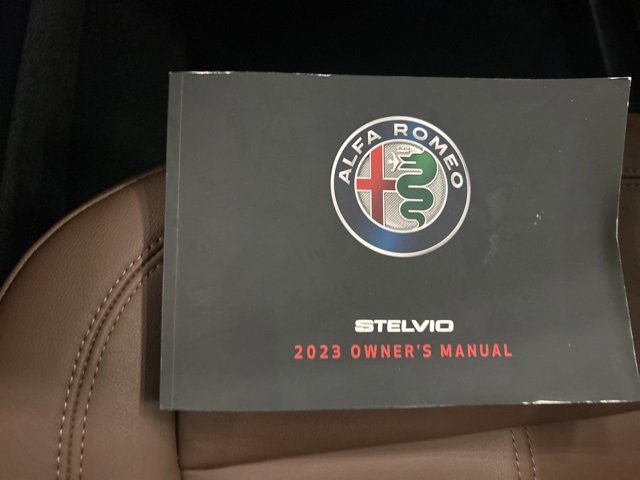 ALFA ROMEO
STELVIO
2023 OWNER'S MANUAL